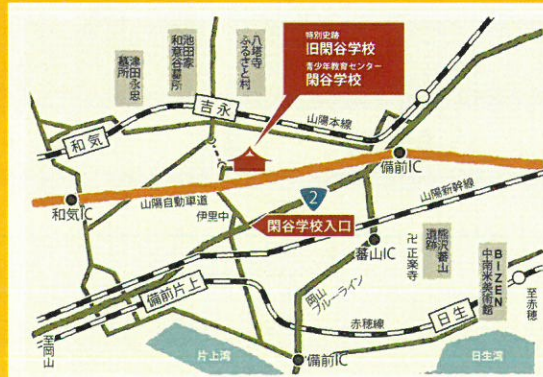 特別史跡
旧閑谷学校
青少年教育センター
閑谷学校
八塔寺
ふるさと村
池田家
和意谷墓所
津田永忠
墓所
吉永
山陽本線
和気
備前IC
和気IC
山陽自動車道
2
山陽新幹線
伊里中
閑谷学校入口
蕃山IC
卍正楽寺
熊沢蕃山
遺跡
BIZEN
中南米美術館
備前片上
岡山
ブルーライン
赤穂線
日生
至赤穂
至岡山
片上湾
備前IC
日生湾